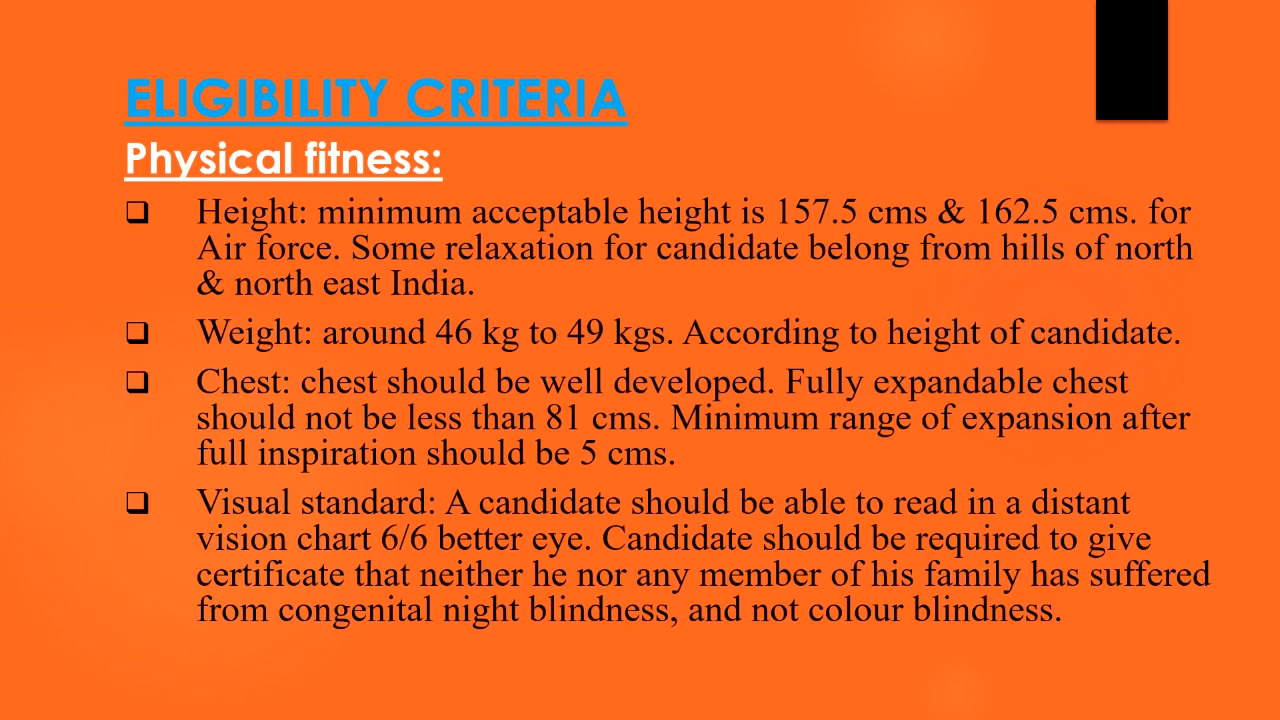 ELIGIBILITY CRITERIA
Physical fitness:
Height: minimum acceptable height is 157.5 cms & 162.5 cms. for
Air force. Some relaxation for candidate belong from hills of north
& north east India.
Weight: around 46 kg to 49 kgs. According to height of candidate.
Chest: chest should be well developed. Fully expandable chest
should not be less than 81 cms. Minimum range of expansion after
full inspiration should be 5 cms.
Visual standard: A candidate should be able to read in a distant
vision chart 6/6 better eye. Candidate should be required to give
certificate that neither he nor any member of his family has suffered
from congenital night blindness, and not colour blindness.